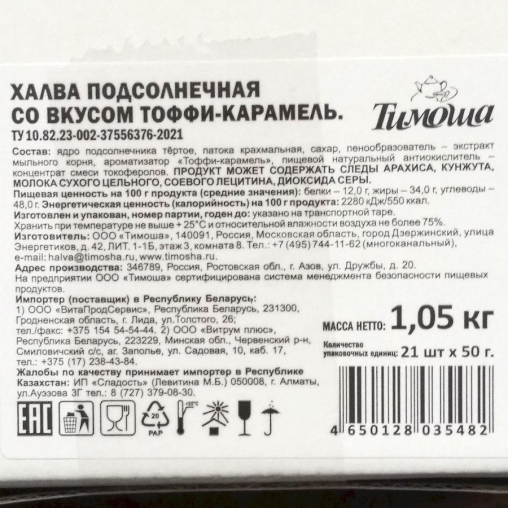 ХАЛВА ПОДСОЛНЕЧНАЯ
СО ВКУСОМ ТОФФИ-КАРАМЕЛЬ.
ТУ 10.82.23-002-37556376-2021
Тимоша
Состав: ядро подсолнечника тёртое, патока крахмальная, сахар, пенообразователь – экстракт
мыльного корня, ароматизатор «Тоффи-карамель», пищевой натуральный антиокислитель –
концентрат смеси токоферолов. ПРОДУКТ МОЖЕТ СОДЕРЖАТЬ СЛЕДЫ АРАХИСА, КУНЖУТА,
МОЛОКА СУХОГО ЦЕЛЬНОГО, СОЕВОГО ЛЕЦИТИНА, ДИОКСИДА СЕРЫ.
Пищевая ценность на 100 г продукта (средние значения): белки – 12,0 г, жиры – 34,0 г, углеводы –
48,0 г. Энергетическая ценность (калорийность) на 100 г продукта: 2280 кДж/550 ккал.
Изготовлен и упакован, номер партии, годен до: указано на транспортной таре.
Хранить при температуре не выше + 25°С и относительной влажности воздуха не более 75%.
Изготовитель: ООО «Тимоша», 140091, Россия, Московская область, город Дзержинский, улица
Энергетиков, д. 42, ЛИТ. 1-1Б, этаж 3, комната 8. Тел.: +7 (495) 744-11-62 (многоканальный),
e-mail: halva@timosha.ru, www.timosha.ru.
Адрес производства: 346789, Россия, Ростовская обл., г. Азов, ул. Дружбы, д. 20.
На предприятии ООО «Тимоша» сертифицирована система менеджмента безопасности пищевых
продуктов.
Импортер (поставщик) в Республику Беларусь:
1) ООО «ВитаПродСервис», Республика Беларусь, 231300,
Гродненская область, г. Лида, ул.Толстого, 26;
тел./факс: +375 154 54-54-44. 2) ООО «Витрум плюс»,
Республика Беларусь, 223229, Минская обл., Червенский р-н,
Смиловичский с/с, аг. Заполье, ул. Садовая, 10, каб. 17,
тел.: +375 (17) 238-43-84.
Жалобы по качеству принимает импортер в Республике
Казахстан: ИП «Сладость» (Левитина М.Б.) 050008, г. Алматы,
ул.Ауэзова 3Г тел.: 8 (727) 379-08-30.
МАССА НЕТТО: 1,05 кг
Количество
упаковочных единиц: 21 шт х 50 г.
EAC
20
PAP
4 650128 035482